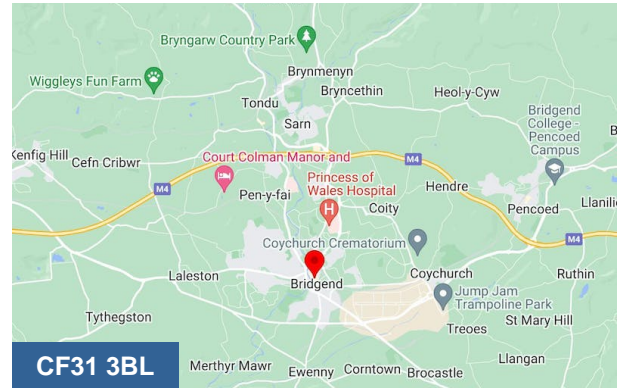 Bryngarw Country Park
Wiggleys Fun Farm
Brynmenyn
Bryncethin
Heol-y-Cyw
Tondu
Sarn
Bridgend
College -
Pencoed
Campus
Kenfig Hill
Cefn Cribwr
Court Colman Manor and
M4
M4
Princess of
Wales Hospital
H
Pen-y-fai
Coity
Hendre
Pencoed
Llanilid
Coychurch Crematorium
M4
Laleston
Bridgend
Coychurch
Ruthin
Jump Jam
Trampoline Park
Tythegston
Treoes
St Mary Hill
Llangan
CF31 3BL
Merthyr Mawr
Ewenny
Corntown
Brocastle